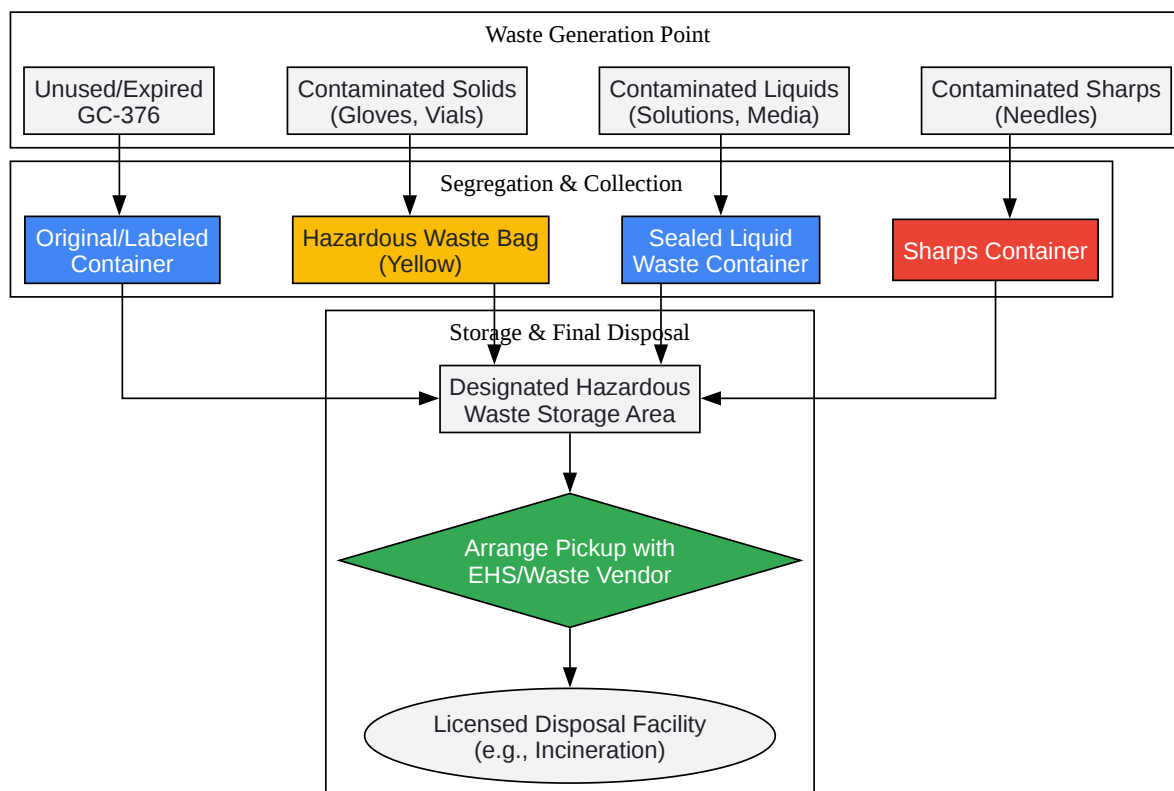 Waste Generation Point
Unused/Expired
GC-376
Contaminated Solids
(Gloves, Vials)
Contaminated Liquids
(Solutions, Media)
Contaminated Sharps
(Needles)
Segregation & Collection
Original/Labeled
Container
Hazardous Waste Bag
(Yellow)
Sealed Liquid
Waste Container
Sharps Container
Storage & Final Disposal
Designated Hazardous
Waste Storage Area
Arrange Pickup with
EHS/Waste Vendor
Licensed Disposal Facility
(e.g., Incineration)